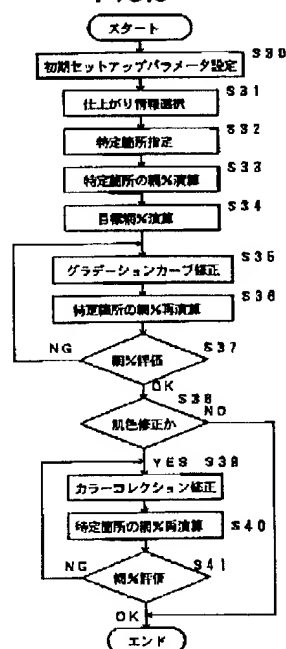 スタート
初期セットアップパラメータ設定
S30
仕上がり情報選択
S31
特定箇所指定
S32
特定箇所の網%演算
S33
目標網%演算
S34
グラデーションカーブ修正
S35
特定箇所の網%再演算
S36
網%評価
S37
NG
OK
肌色修正か
S38
NO
YES
S39
カラーコレクション修正
特定箇所の網%再演算
S40
網%評価
S41
NG
OK
エンド